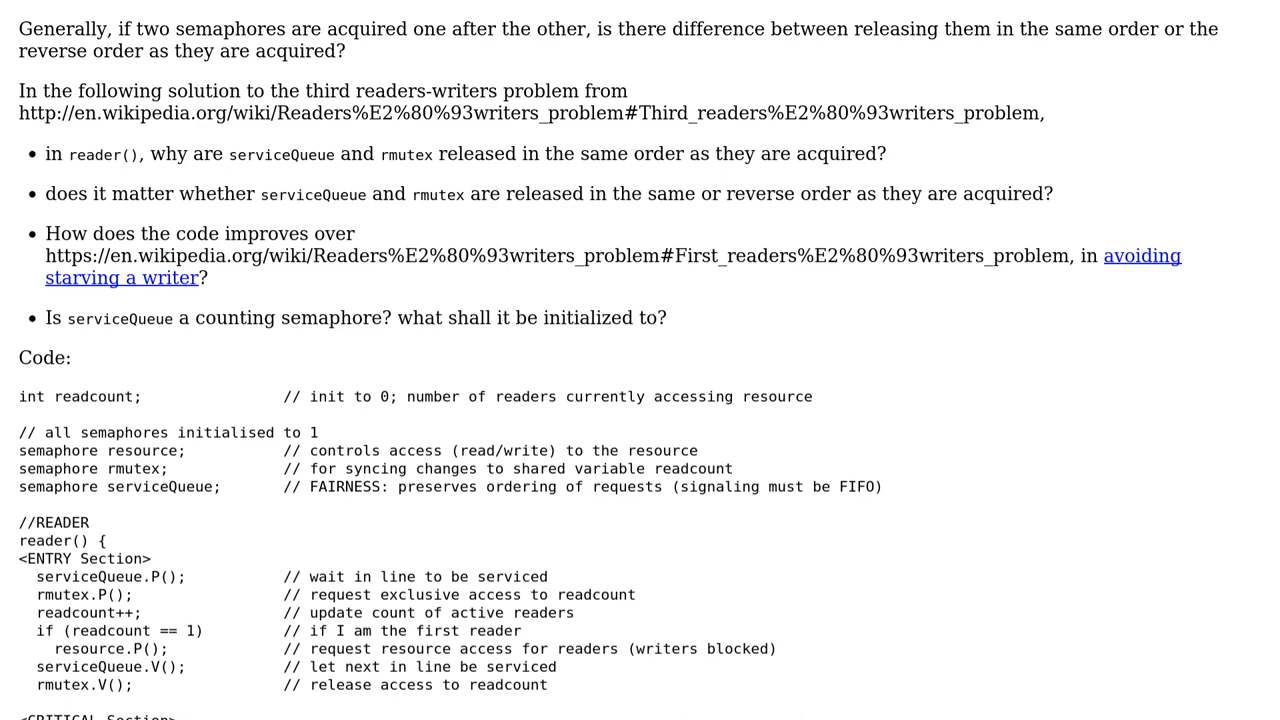 Generally, if two semaphores are acquired one after the other, is there difference between releasing them in the same order or the
reverse order as they are acquired?
In the following solution to the third readers-writers problem from
http://en.wikipedia.org/wiki/Readers%E2%80%93writers_problem#Third_readers%E2%80%93writers_problem,
• in reader(), why are serviceQueue and rmutex released in the same order as they are acquired?
• does it matter whether serviceQueue and rmutex are released in the same or reverse order as they are acquired?
• How does the code improves over
https://en.wikipedia.org/wiki/Readers%E2%80%93writers_problem#First_readers%E2%80%93writers_problem, in avoiding
starving a writer?
• Is serviceQueue a counting semaphore? what shall it be initialized to?
Code:
int readcount;                // init to 0; number of readers currently accessing resource
// all semaphores initialised to 1
semaphore resource;           // controls access (read/write) to the resource
semaphore rmutex;             // for syncing changes to shared variable readcount
semaphore serviceQueue;       // FAIRNESS: preserves ordering of requests (signaling must be FIFO)
//READER
reader() {
<ENTRY Section>
  serviceQueue.P();           // wait in line to be serviced
  rmutex.P();                 // request exclusive access to readcount
  readcount++;                // update count of active readers
  if (readcount == 1)         // if I am the first reader
    resource.P();             // request resource access for readers (writers blocked)
  serviceQueue.V();           // let next in line be serviced
  rmutex.V();                 // release access to readcount
<CRITICAL Section>